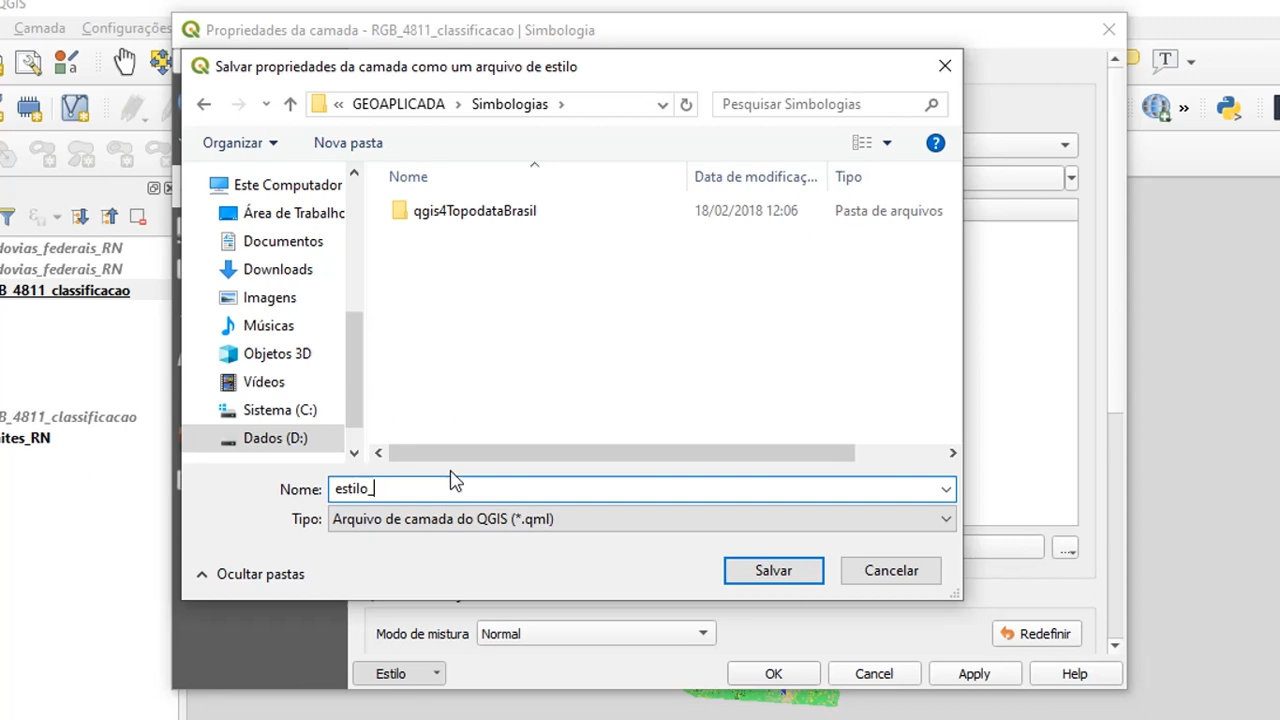 QGIS
Camada Configurações
Propriedades da camada - RGB_4811_classificacao | Simbologia
Salvar propriedades da camada como um arquivo de estilo
« GEOAPLICADA > Simbologias >
Pesquisar Simbologias
Organizar
Nova pasta
Nome
Data de modificaç...
Tipo
Este Computador
Área de Trabalho
Documentos
Downloads
Imagens
Músicas
Objetos 3D
Vídeos
Sistema (C:)
Dados (D:)
qgis4TopodataBrasil
18/02/2018 12:06
Pasta de arquivos
dovias_federais_RN
dovias_federais_RN
B_4811_classificacao
B_4811_classificacao
ites_RN
Nome: estilo_
Tipo: Arquivo de camada do QGIS (*.qml)
Ocultar pastas
Salvar
Cancelar
...
Modo de mistura
Normal
Redefinir
Estilo
OK
Cancel
Apply
Help